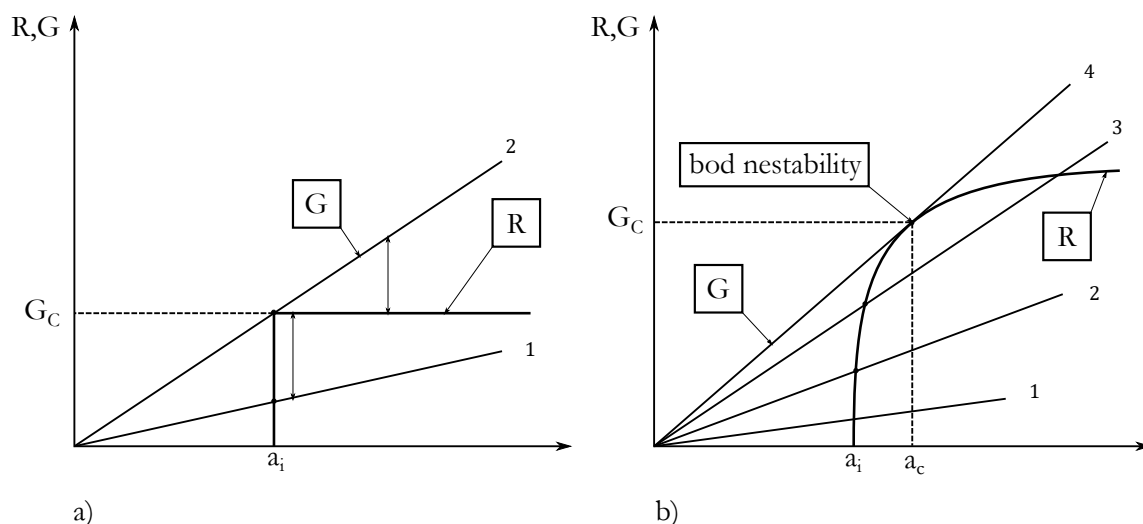 R,G
2
G
R
G_C
1
a_i
a)
R,G
4
3
bod nestability
G_C
R
G
2
1
a_i
a_c
b)